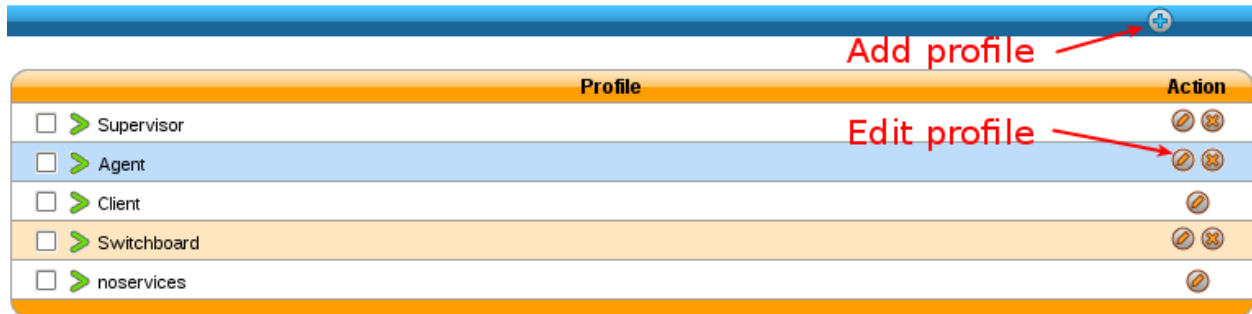 Add profile
Profile Action
Supervisor
Edit profile
Agent
Client
Switchboard
noservices